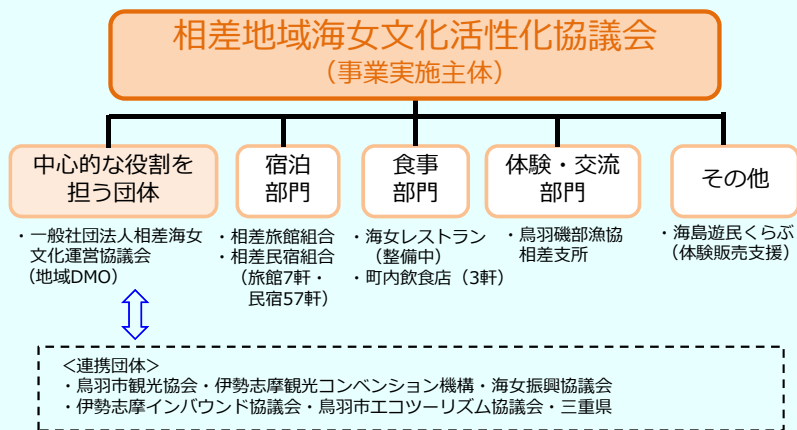 相差地域海女文化活性化協議会
（事業実施主体）
中心的な役割を
担う団体
・一般社団法人相差海女
文化運営協議会
（地域DMO）
宿泊
部門
・相差旅館組合
・相差民宿組合
（旅館7軒・
民宿57軒）
食事
部門
・海女レストラン
（整備中）
・町内飲食店（3軒）
体験・交流
部門
・鳥羽磯部漁協
相差支所
その他
・海島遊民くらぶ
（体験販売支援）
＜連携団体＞
・鳥羽市観光協会・伊勢志摩観光コンベンション機構・海女振興協議会
・伊勢志摩インバウンド協議会・鳥羽市エコツーリズム協議会・三重県